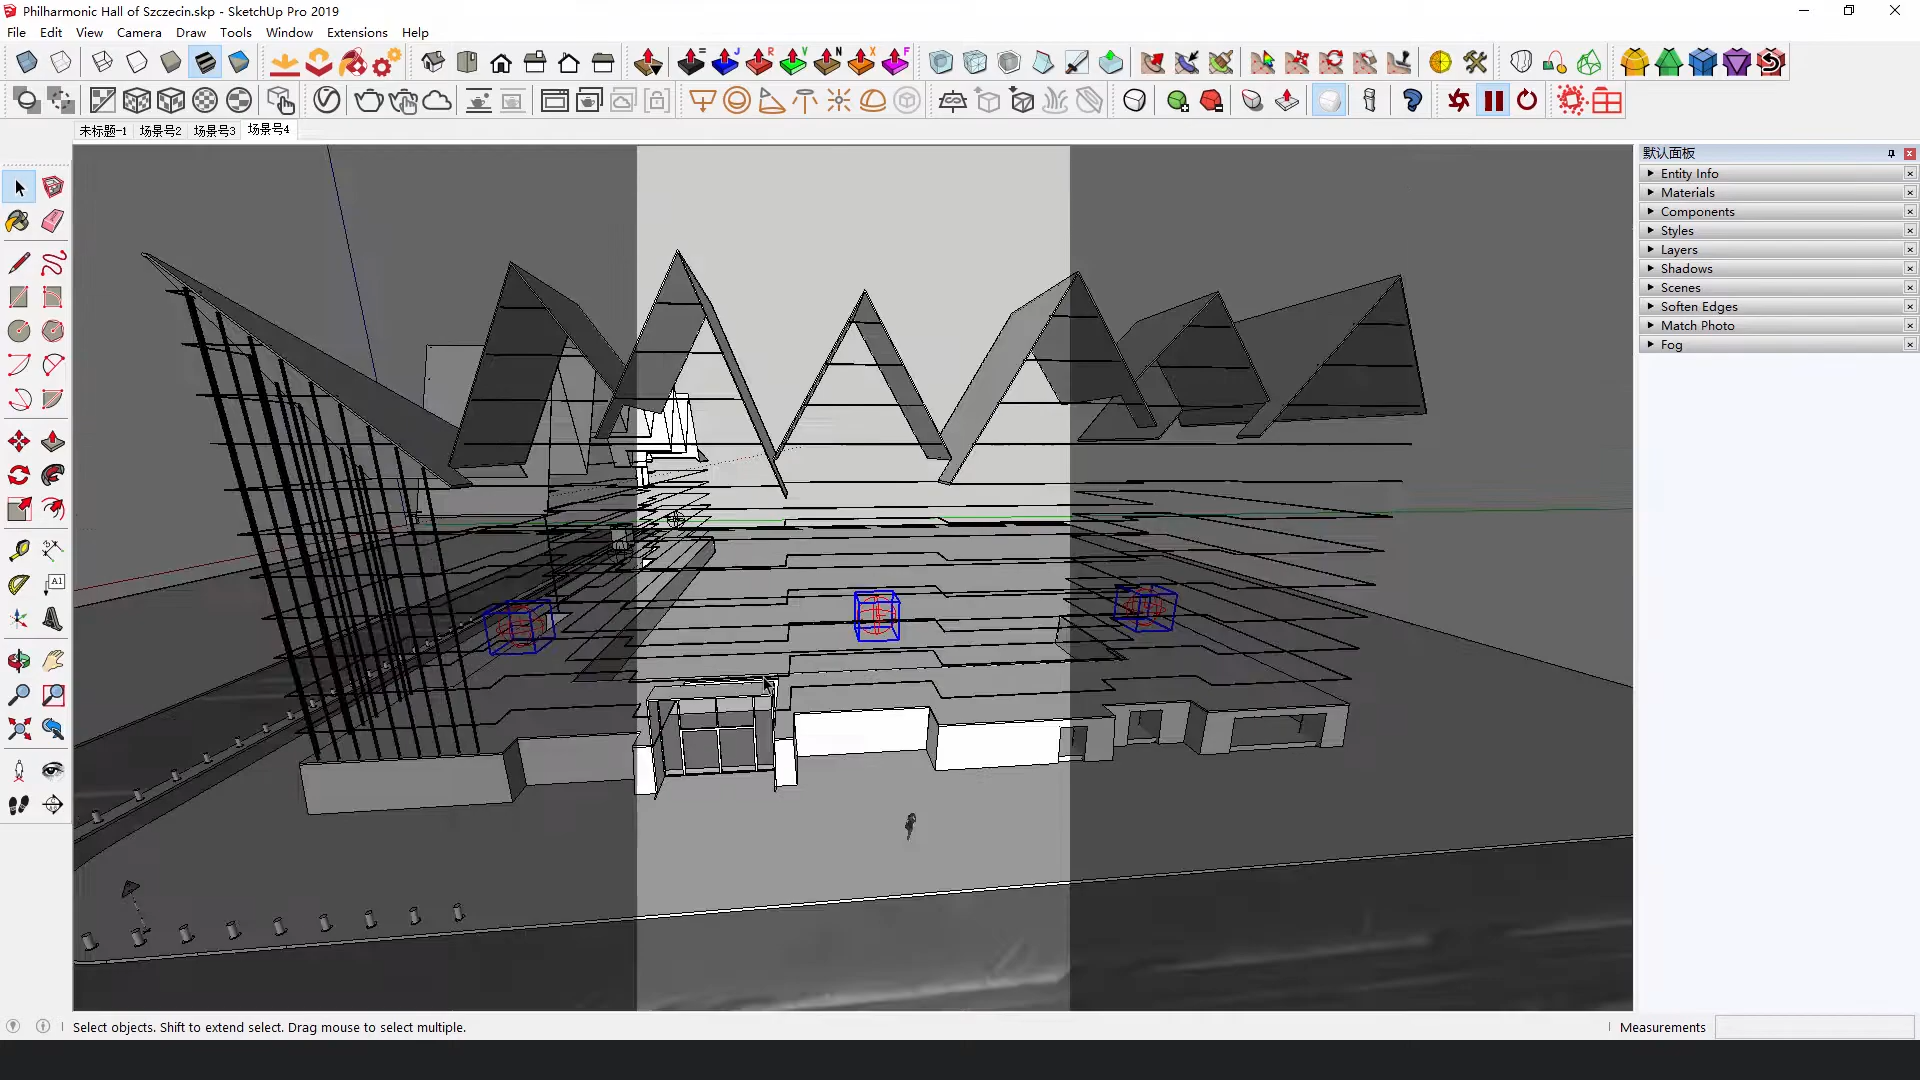 Philharmonic Hall of Szczecin.skp - SketchUp Pro 2019
File Edit View Camera Draw Tools Window Extensions Help
未标题-1 场景号2 场景号3 场景号4
默认面板
Entity Info
Materials
Components
Styles
Layers
Shadows
Scenes
Soften Edges
Match Photo
Fog
A1
Select objects. Shift to extend select. Drag mouse to select multiple.
Measurements